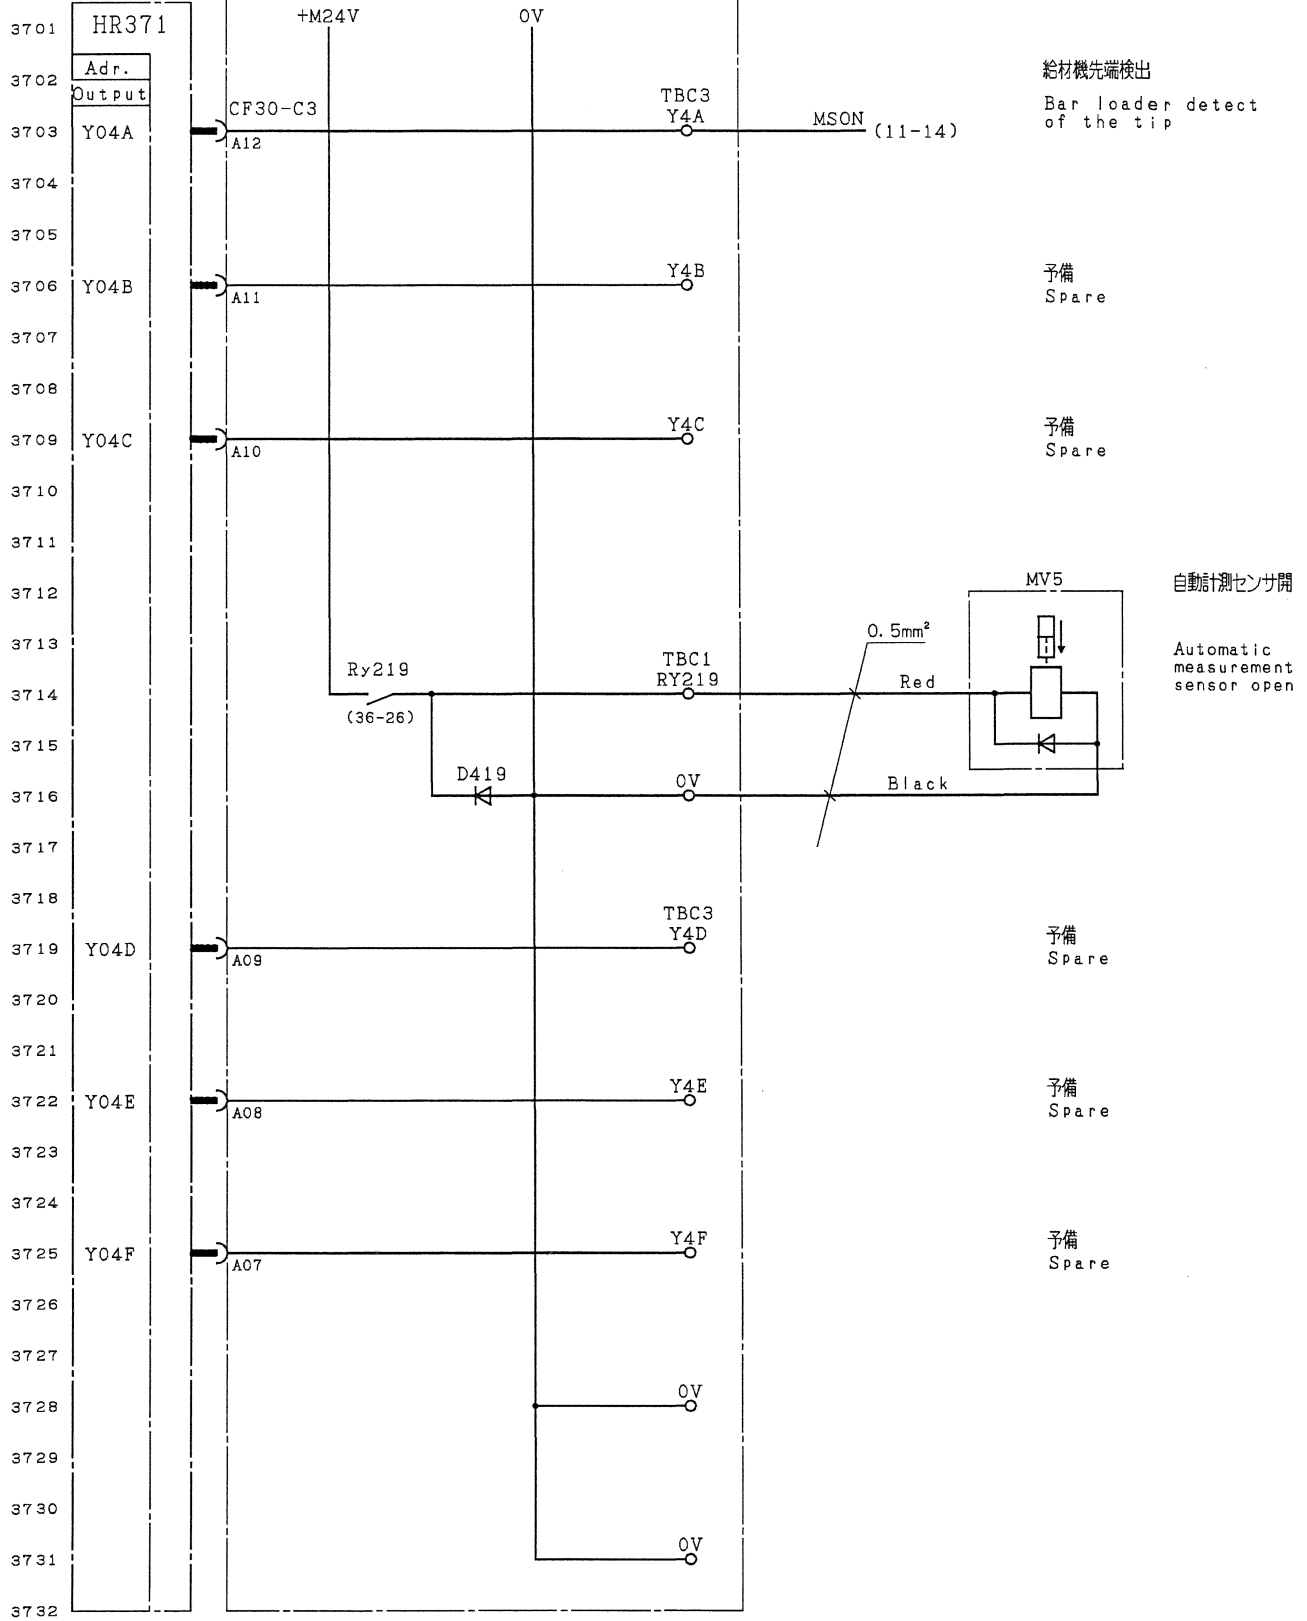 3701
HR371
+M24V
0V
Adr.
3702
給材機先端検出
Output
CF30-C3
TBC3
Bar loader detect
of the tip
3703
Y04A
A12
Y4A
MSON
(11-14)
3704
3705
3706
Y04B
A11
Y4B
予備
Spare
3707
3708
3709
Y04C
A10
Y4C
予備
Spare
3710
3711
3712
MV5
自動計測センサ開
3713
0.5mm²
Ry219
TBC1
Automatic
measurement
sensor open
3714
(36-26)
RY219
Red
3715
D419
3716
0V
Black
3717
3718
TBC3
3719
Y04D
A09
Y4D
予備
Spare
3720
3721
3722
Y04E
A08
Y4E
予備
Spare
3723
3724
3725
Y04F
A07
Y4F
予備
Spare
3726
3727
3728
0V
3729
3730
3731
0V
3732